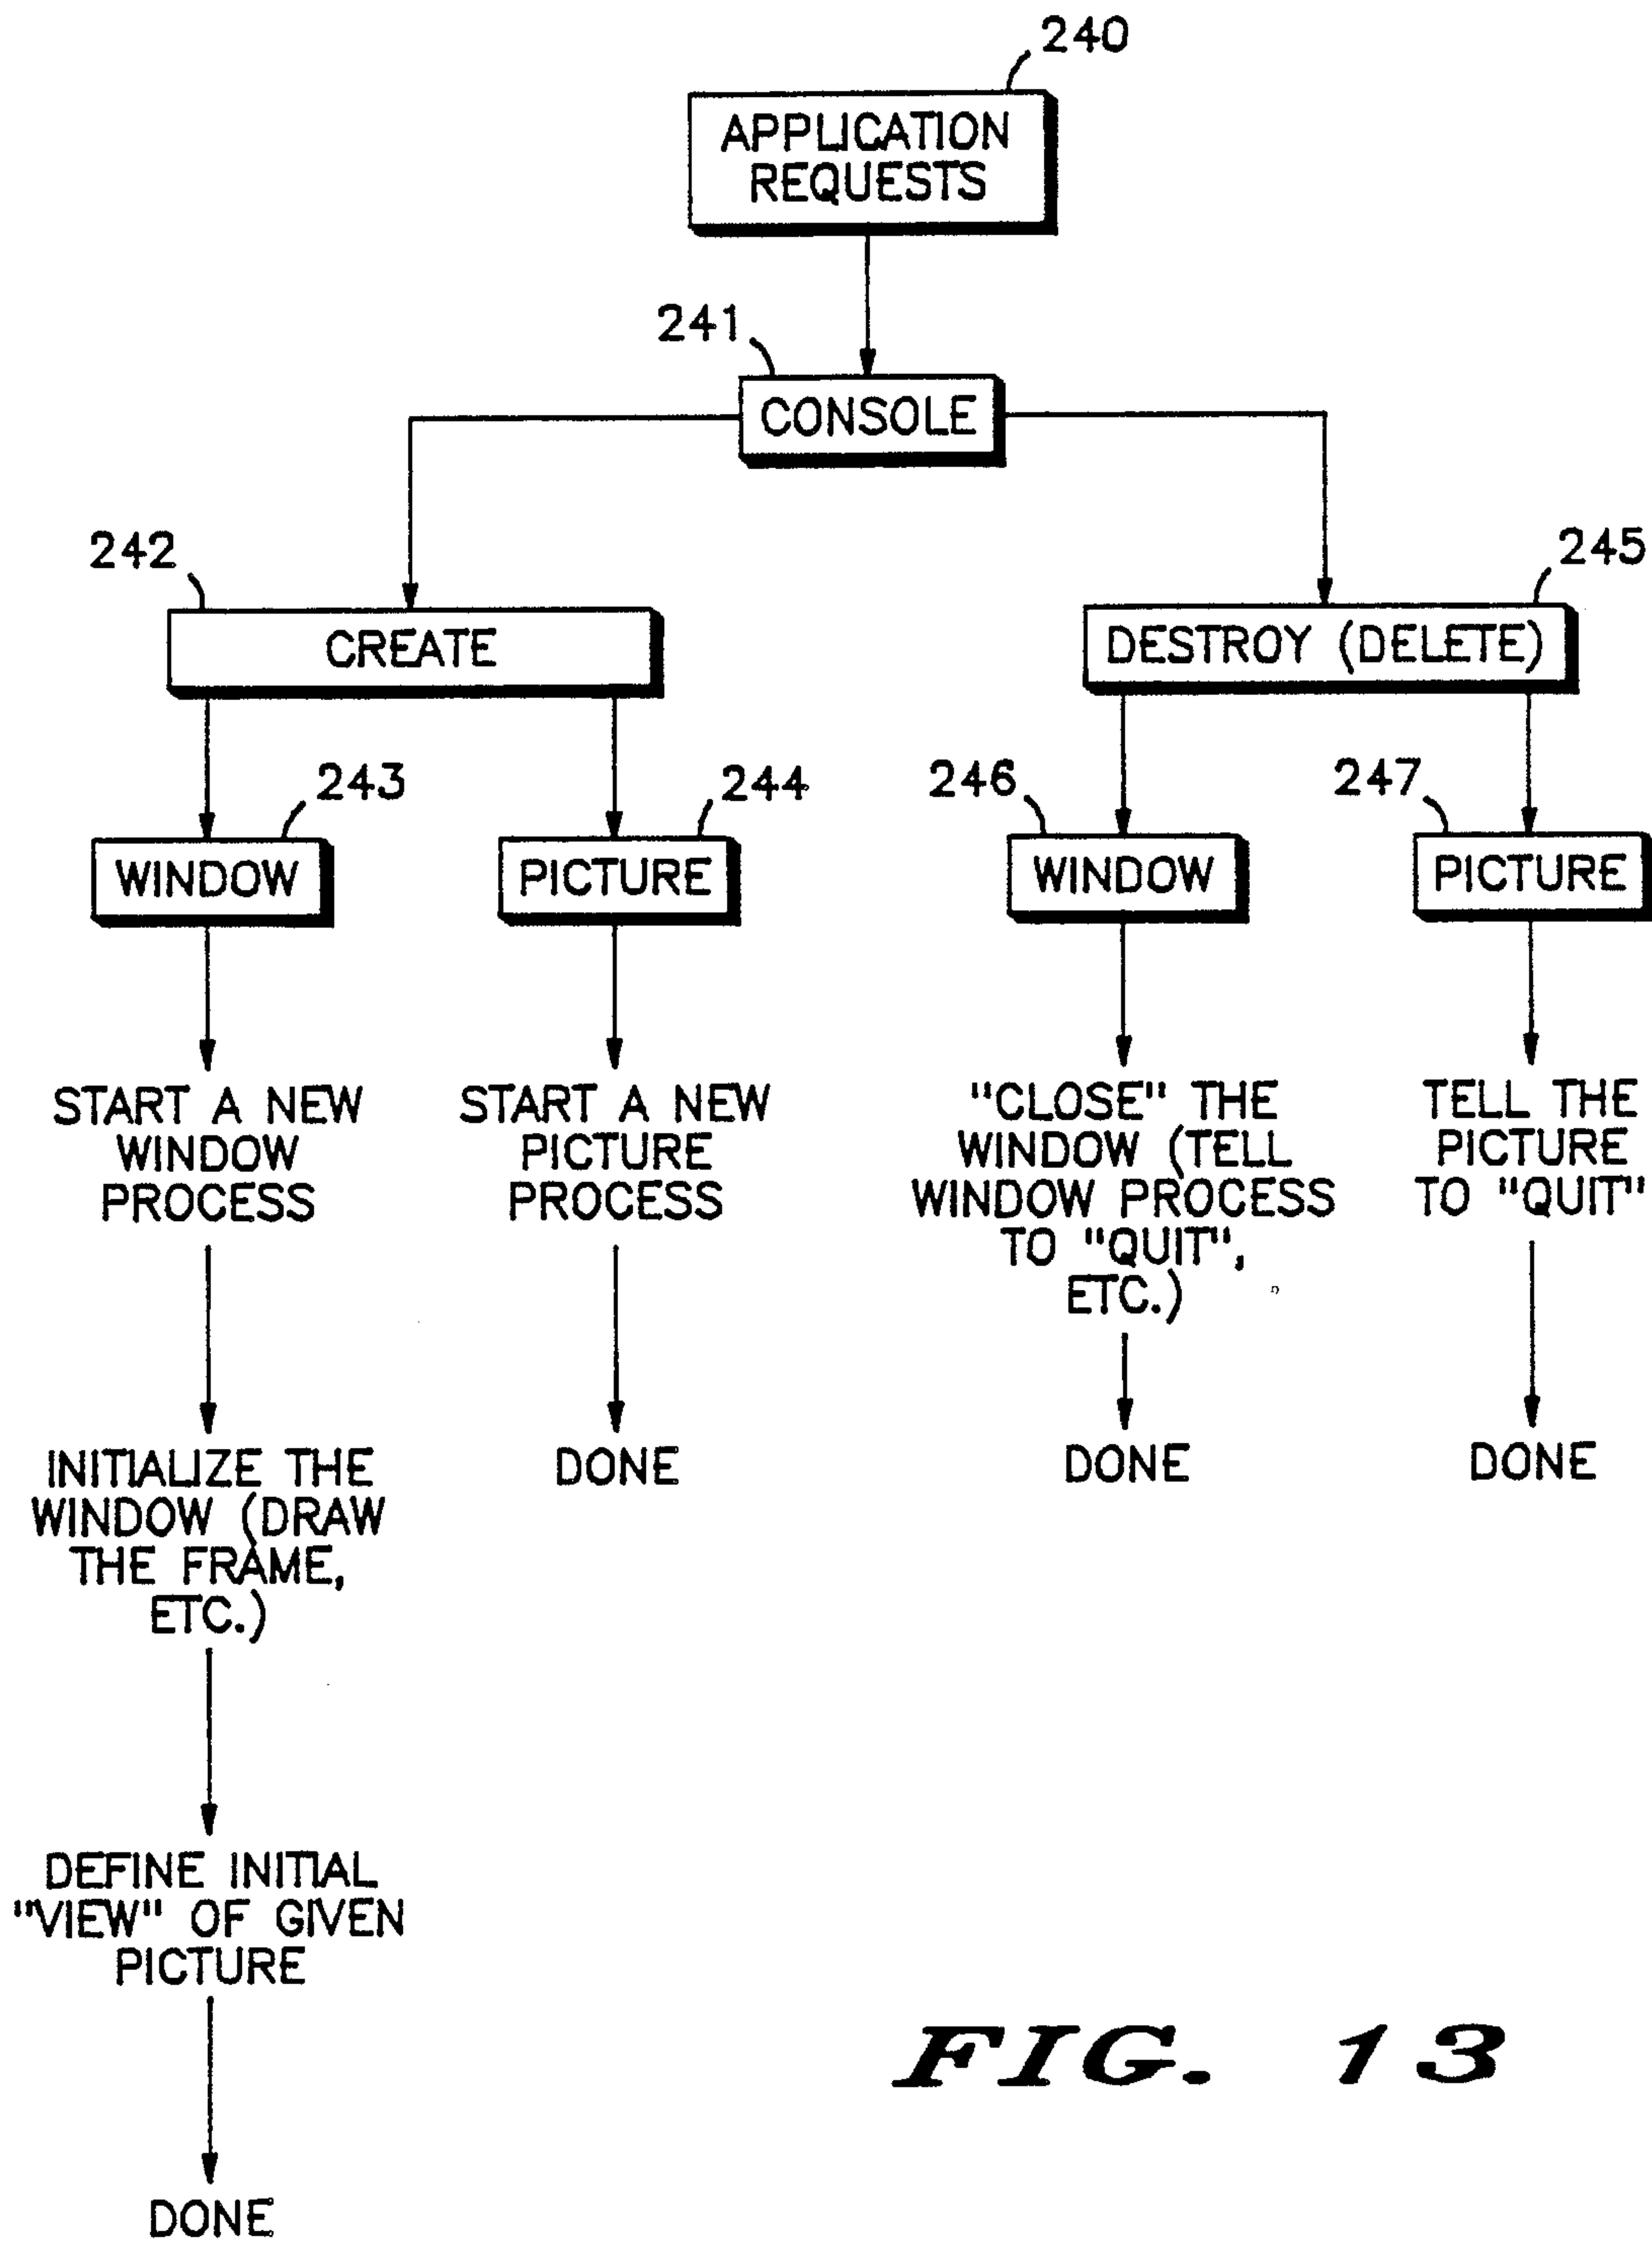 240
APPLICATION
REQUESTS
241
CONSOLE
242
CREATE
245
DESTROY (DELETE)
243
WINDOW
244
PICTURE
246
WINDOW
247
PICTURE
START A NEW
WINDOW
PROCESS
START A NEW
PICTURE
PROCESS
"CLOSE" THE
WINDOW (TELL
WINDOW PROCESS
TO "QUIT",
ETC.)
TELL THE
PICTURE
TO "QUIT"
INITIALIZE THE
WINDOW (DRAW
THE FRAME,
ETC.)
DONE
DONE
DONE
DEFINE INITIAL
"VIEW" OF GIVEN
PICTURE
DONE
FIG. 13